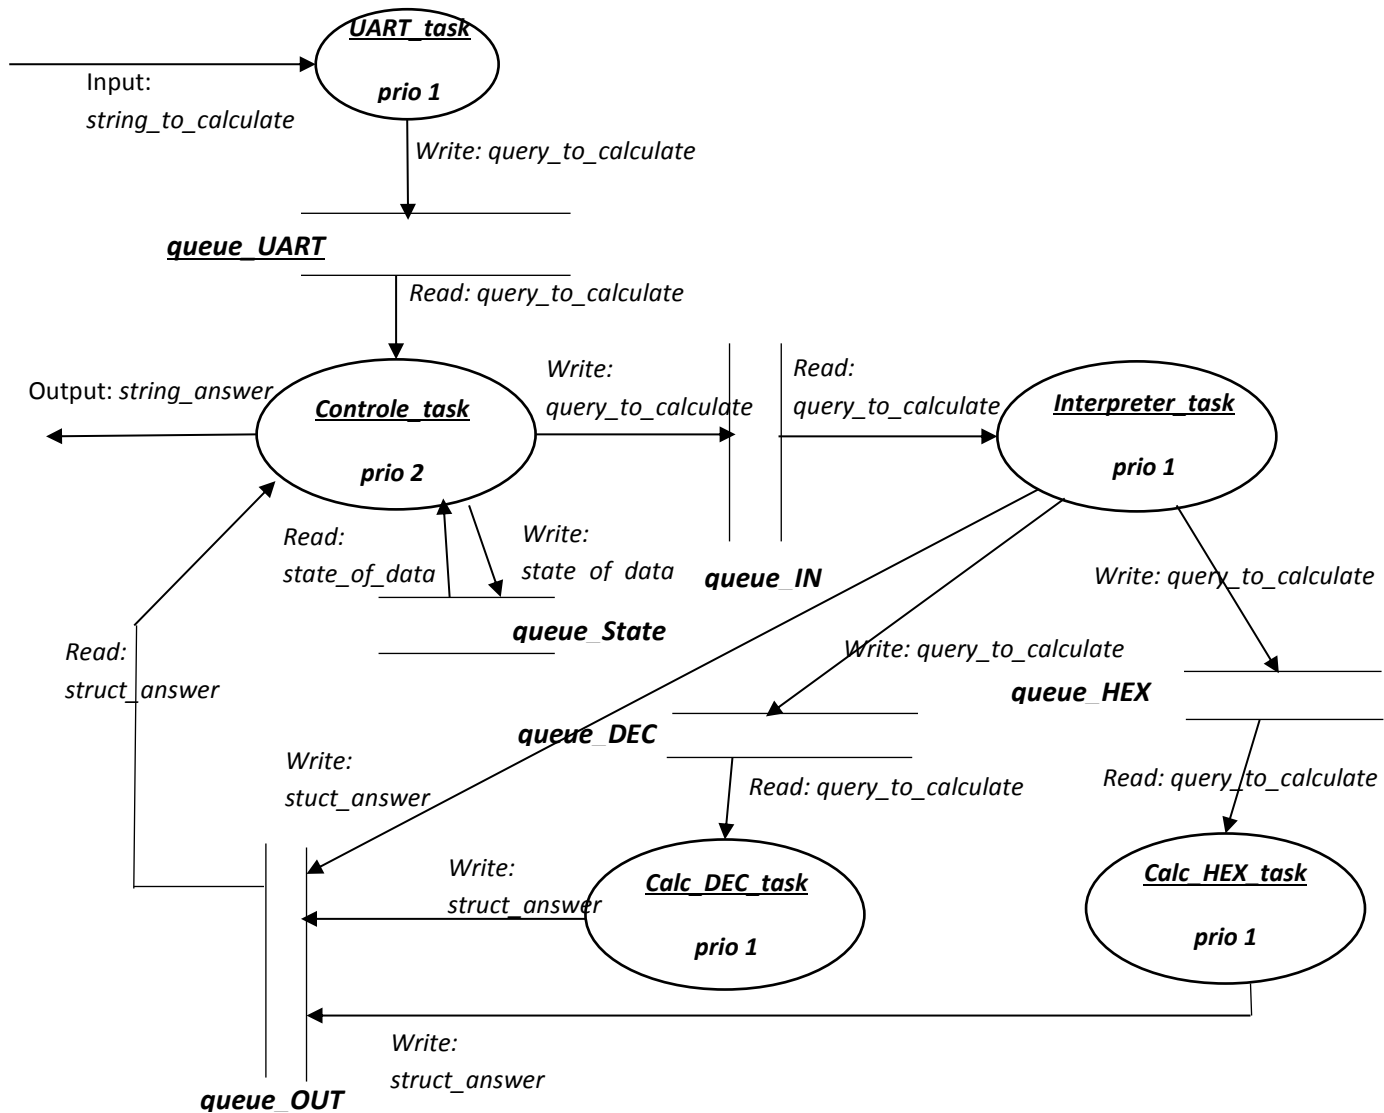 UART_task
prio 1
Input:
string_to_calculate
Write: query_to_calculate
queue_UART
Read: query_to_calculate
Output: string_answer
Controle_task
prio 2
Write:
query_to_calculate
Read:
query_to_calculate
Interpreter_task
prio 1
Read:
state_of_data
Write:
state of data
queue_IN
Write: query_to_calculate
queue_State
Read:
struct_answer
Write: query_to_calculate
queue_HEX
queue_DEC
Write:
stuct_answer
Read: query_to_calculate
Read: query_to_calculate
Write:
struct_answer
Calc_DEC_task
prio 1
Calc_HEX_task
prio 1
Write:
struct_answer
queue_OUT